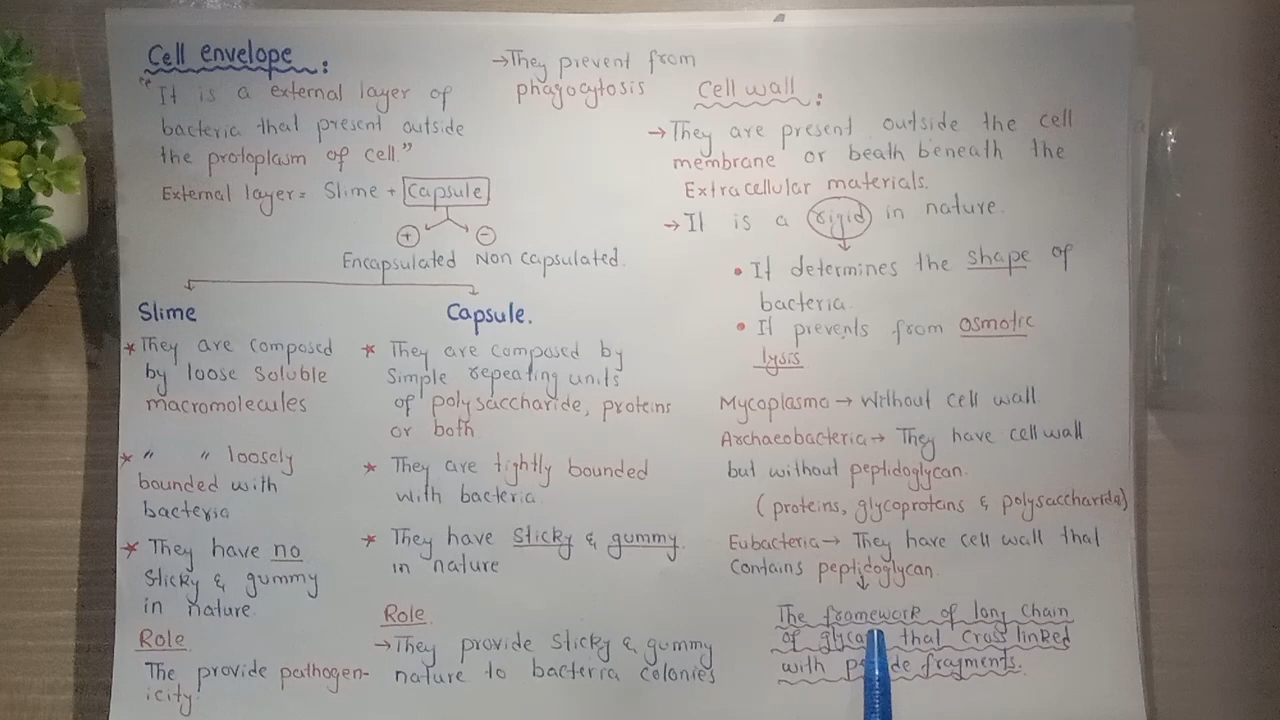 Cell envelope :
"It is a external layer of
bacteria that present outside
the protoplasm of cell."
External layer = Slime + Capsule
+ -
Encapsulated Non capsulated.
Slime
* They are composed
by loose soluble
macromolecules
* " " loosely
bounded with
bacteria
* They have no
sticky & gummy
in nature
Role
The provide pathogen-
icity.
Capsule.
* They are composed by
simple repeating units
of polysaccharide, proteins
or both
* They are tightly bounded
with bacteria
* They have sticky & gummy
in nature
Role.
→ They provide sticky & gummy
nature to bacteria colonies
→ They prevent from
phagocytosis
Cell wall :
→ They are present outside the cell
membrane or beath beneath the
Extracellular materials.
→ It is a rigid in nature.
• It determines the shape of
bacteria.
• It prevents from osmotic
lysis
Mycoplasma → Without cell wall
Archaebacteria → They have cell wall
but without peptidoglycan.
(proteins, glycoprotans & polysaccharida)
Eubacteria → They have cell wall that
contains peptidoglycan.
The framework of long chain
of that cross linked
with fragments.